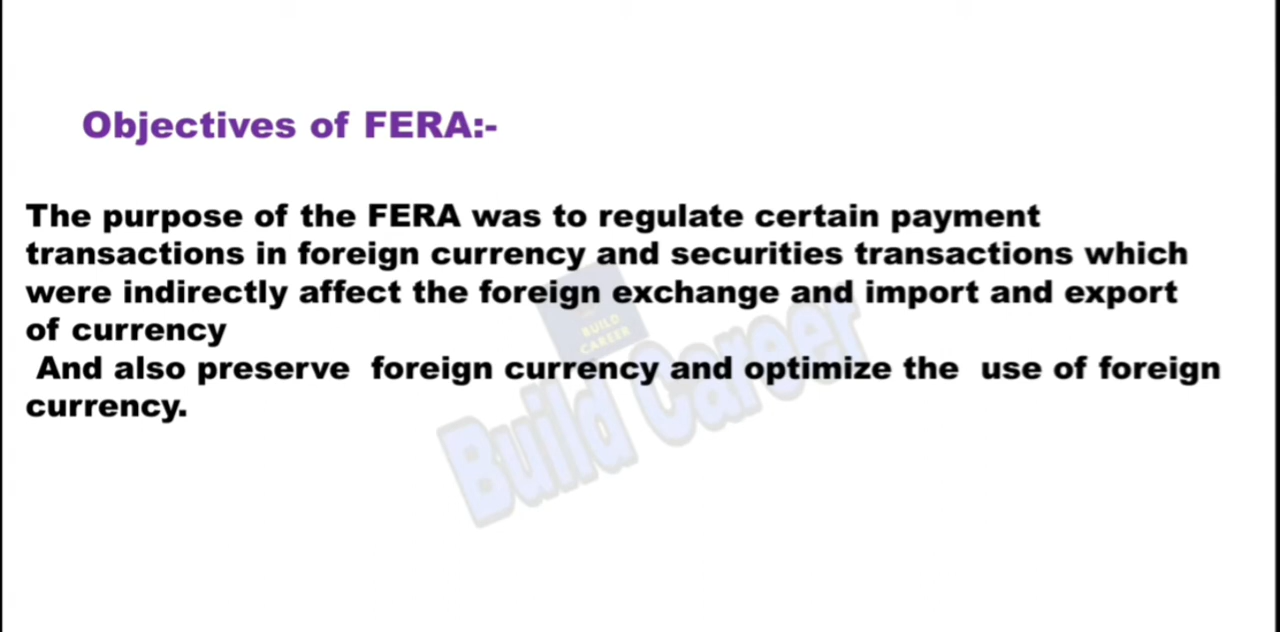 Objectives of FERA:-
The purpose of the FERA was to regulate certain payment
transactions in foreign currency and securities transactions which
were indirectly affect the foreign exchange and import and export
of currency
And also preserve foreign currency and optimize the use of foreign
currency.
BUILD
CAREER
Build Career